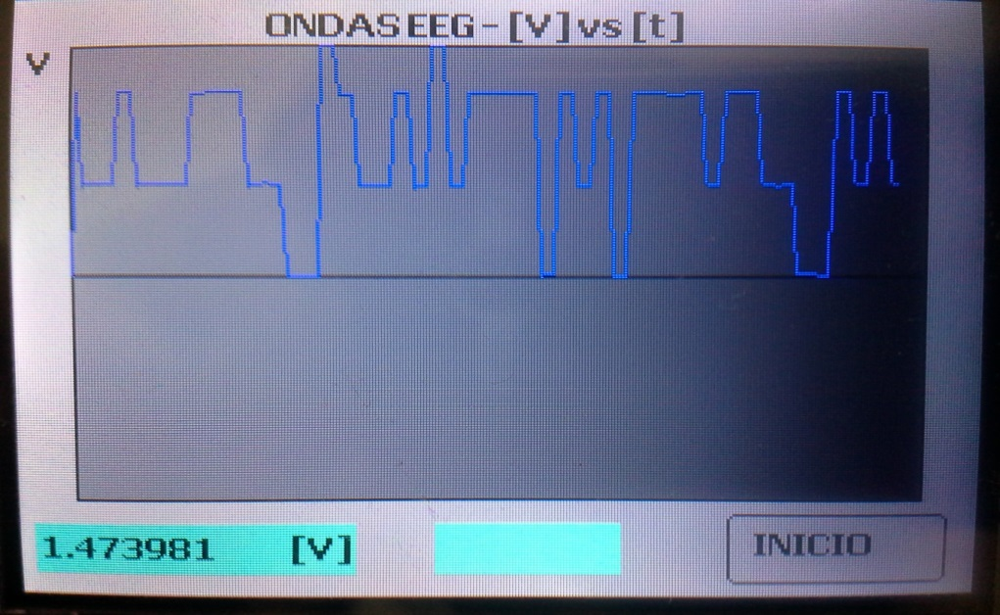 ONDAS EEG - [V] vs [t]
V
1.473981 [V]
INICIO